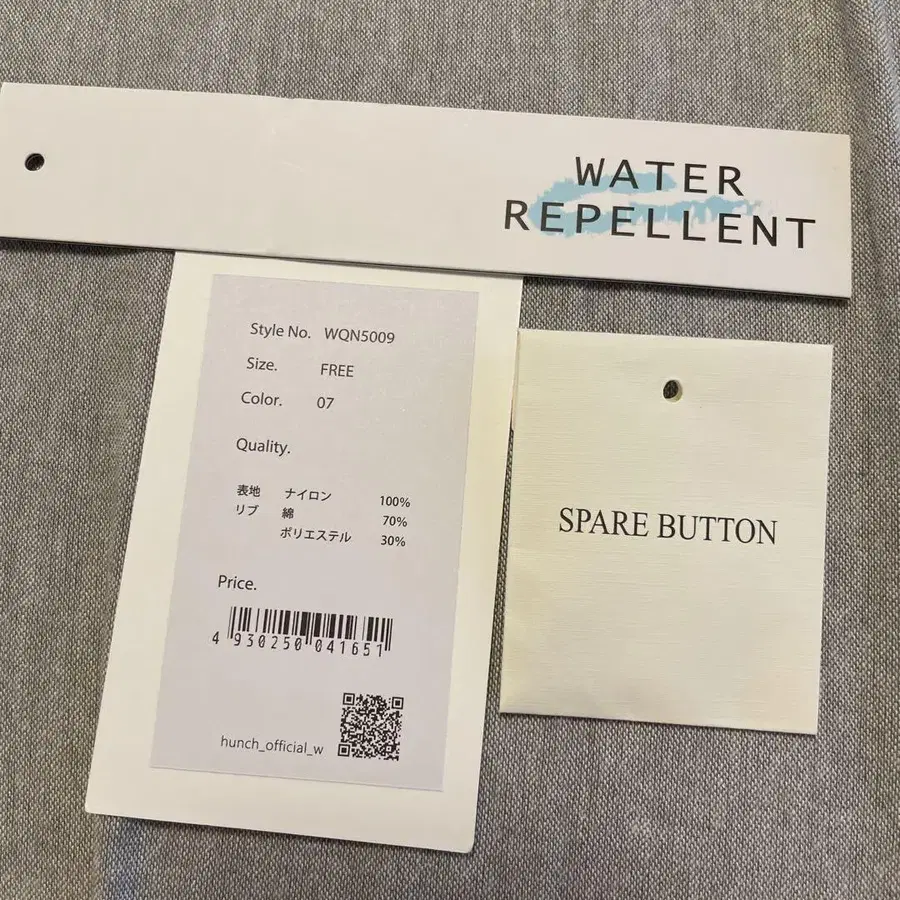 WATER
REPELLENT
Style No. WQN5009
Size. FREE
Color. 07
Quality.
表地 ナイロン 100%
リブ 綿 70%
ポリエステル 30%
Price.
4 930250 041651
hunch_official_w
SPARE BUTTON